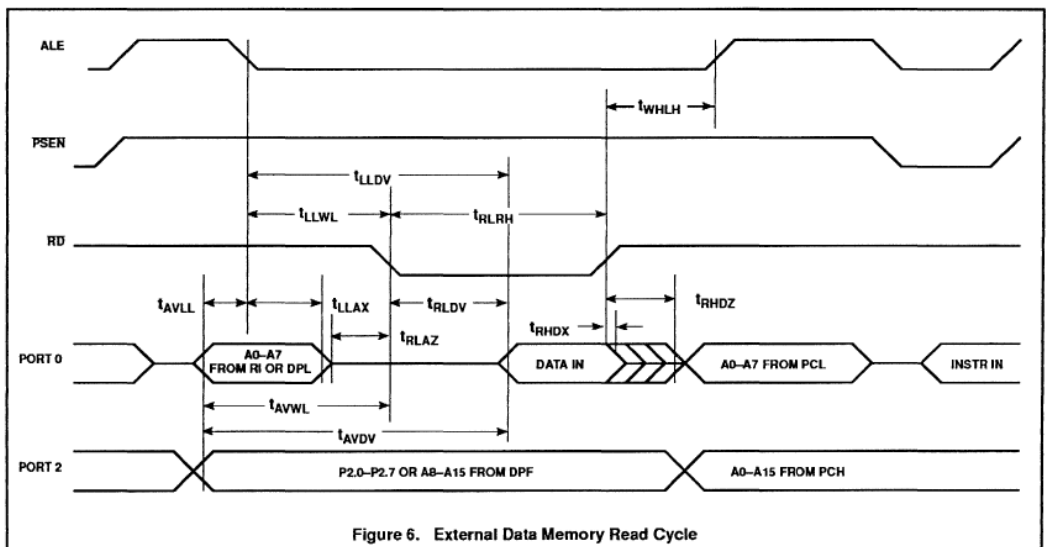 ALE
tWHLH
PSEN
tLLDV
tLLWL
tRLRH
RD
tAVLL
tLLAX
tRLDV
tRHDZ
tRHDX
tRLAZ
PORT 0
A0–A7
FROM RI OR DPL
DATA IN
A0–A7 FROM PCL
INSTR IN
tAVWL
tAVDV
PORT 2
P2.0–P2.7 OR A8–A15 FROM DPF
A0–A15 FROM PCH
Figure 6. External Data Memory Read Cycle